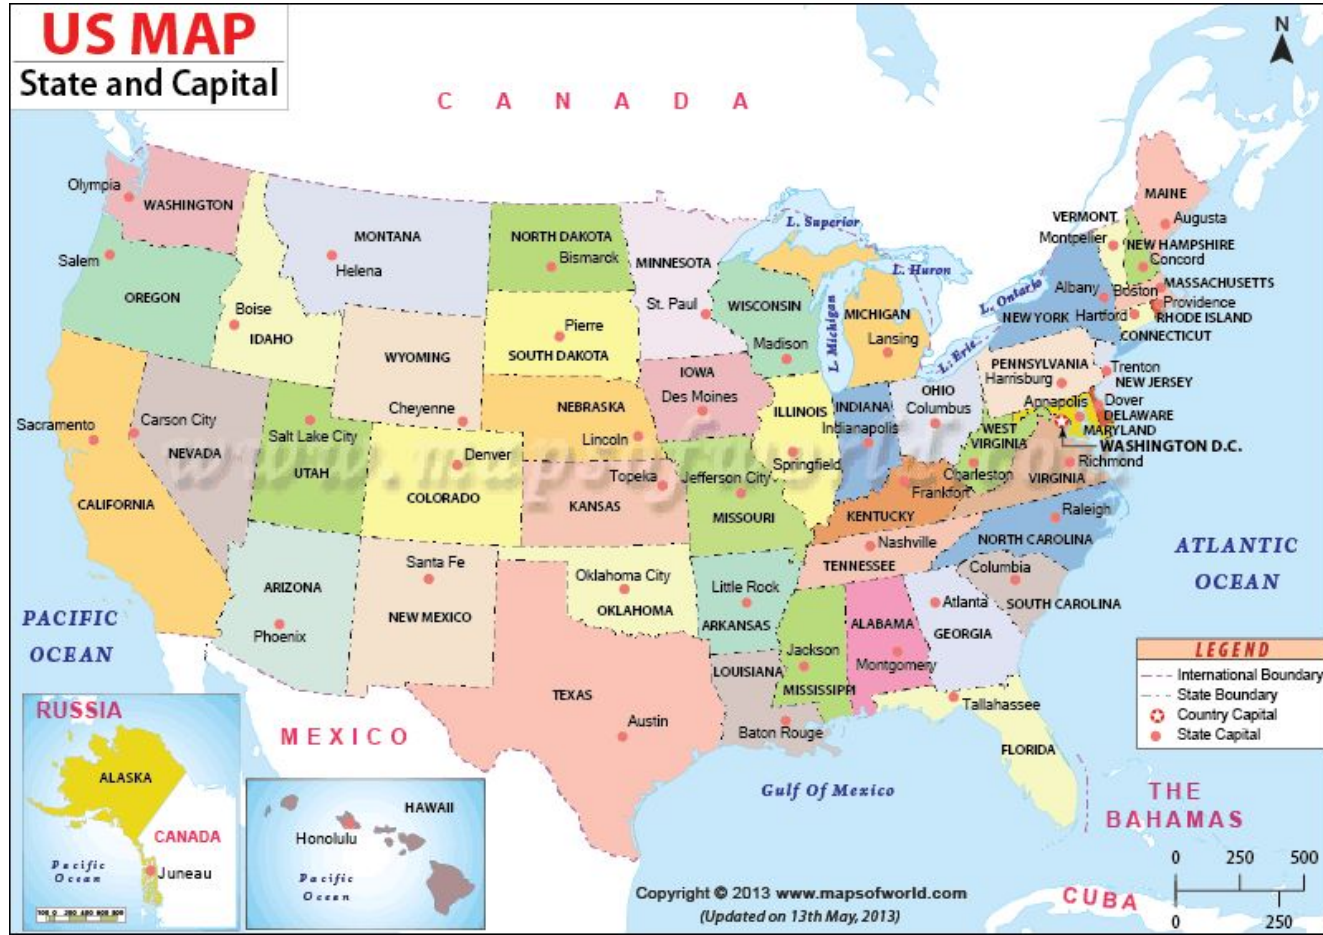 US MAP
State and Capital
N
CANADA
Olympia
WASHINGTON
MONTANA
Helena
NORTH DAKOTA
Bismarck
MINNESOTA
St. Paul
L. Superior
L. Huron
L. Michigan
L. Ontario
L. Erie
MAINE
Augusta
VERMONT
Montpelier
NEW HAMPSHIRE
Concord
Salem
OREGON
Boise
IDAHO
WYOMING
Cheyenne
Pierre
SOUTH DAKOTA
WISCONSIN
Madison
MICHIGAN
Lansing
Albany
NEW YORK
Boston
MASSACHUSETTS
Providence
RHODE ISLAND
Hartford
CONNECTICUT
IOWA
Des Moines
NEBRASKA
Lincoln
ILLINOIS
Springfield
INDIANA
Indianapolis
OHIO
Columbus
PENNSYLVANIA
Harrisburg
Trenton
NEW JERSEY
Annapolis
Dover
DELAWARE
MARYLAND
WASHINGTON D.C.
Sacramento
CALIFORNIA
Carson City
NEVADA
Salt Lake City
UTAH
Denver
COLORADO
Topeka
KANSAS
Jefferson City
MISSOURI
KENTUCKY
Frankfort
WEST
VIRGINIA
Charleston
Richmond
VIRGINIA
www.mapsofworld.com
Raleigh
NORTH CAROLINA
Nashville
TENNESSEE
ARIZONA
Phoenix
Santa Fe
NEW MEXICO
Oklahoma City
OKLAHOMA
Little Rock
ARKANSAS
Columbia
SOUTH CAROLINA
Atlanta
GEORGIA
ALABAMA
Montgomery
Jackson
MISSISSIPPI
LOUISIANA
Baton Rouge
TEXAS
Austin
Tallahassee
FLORIDA
PACIFIC
OCEAN
ATLANTIC
OCEAN
MEXICO
Gulf Of Mexico
THE
BAHAMAS
CUBA
LEGEND
International Boundary
State Boundary
Country Capital
State Capital
RUSSIA
ALASKA
CANADA
Pacific
Ocean
Juneau
100 0 200 400 600 800
HAWAII
Honolulu
Pacific
Ocean
Copyright © 2013 www.mapsofworld.com
(Updated on 13th May, 2013)
0 250 500
0 250